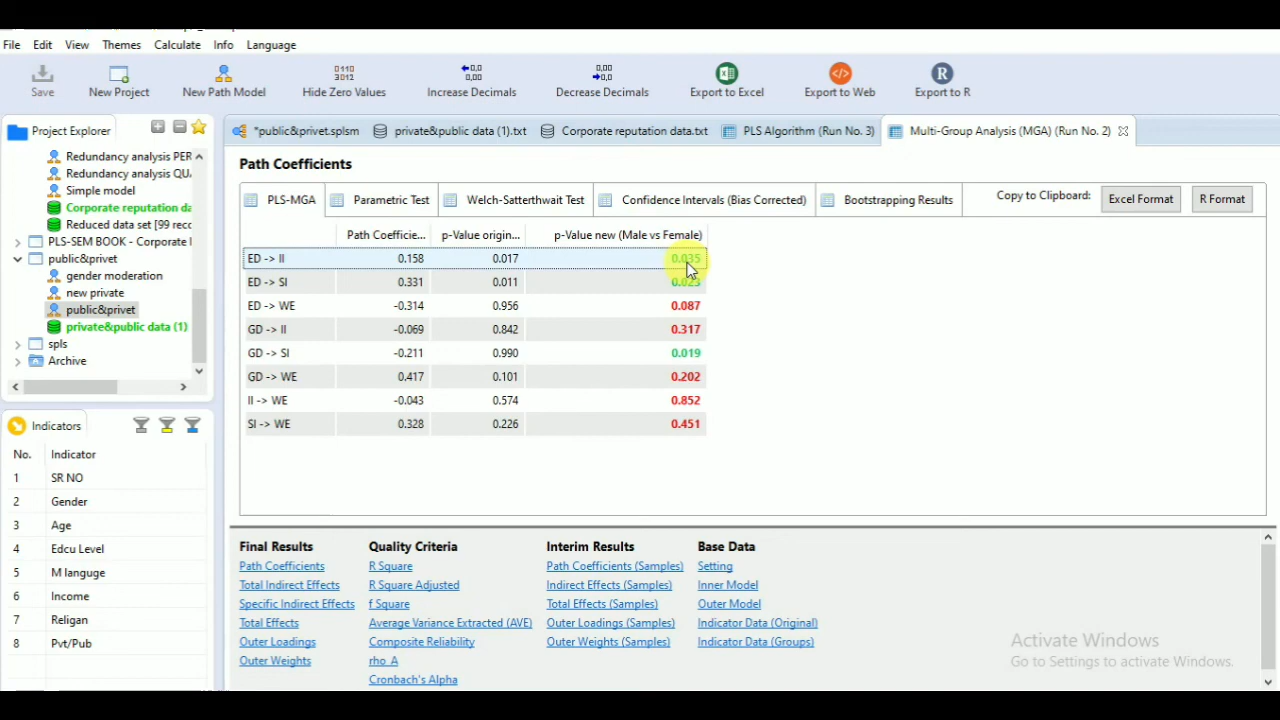 File Edit View Themes Calculate Info Language
Save New Project New Path Model Hide Zero Values Increase Decimals Decrease Decimals Export to Excel Export to Web Export to R
Project Explorer
Redundancy analysis PER
Redundancy analysis QU
Simple model
Corporate reputation da
Reduced data set [99 rec
PLS-SEM BOOK - Corporate
public&privet
gender moderation
new private
public&privet
private&public data (1)
spls
Archive
Indicators
No. Indicator
1 SR NO
2 Gender
3 Age
4 Edcu Level
5 M languge
6 Income
7 Religan
8 Pvt/Pub
*public&privet.splsm private&public data (1).txt Corporate reputation data.txt PLS Algorithm (Run No. 3) Multi-Group Analysis (MGA) (Run No. 2)
Path Coefficients
PLS-MGA Parametric Test Welch-Satterthwait Test Confidence Intervals (Bias Corrected) Bootstrapping Results Copy to Clipboard: Excel Format R Format
Path Coefficie... p-Value origin... p-Value new (Male vs Female)
ED -> II 0.158 0.017 0.035
ED -> SI 0.331 0.011 0.023
ED -> WE -0.314 0.956 0.087
GD -> II -0.069 0.842 0.317
GD -> SI -0.211 0.990 0.019
GD -> WE 0.417 0.101 0.202
II -> WE -0.043 0.574 0.852
SI -> WE 0.328 0.226 0.451
Final Results
Path Coefficients
Total Indirect Effects
Specific Indirect Effects
Total Effects
Outer Loadings
Outer Weights
Quality Criteria
R Square
R Square Adjusted
f Square
Average Variance Extracted (AVE)
Composite Reliability
rho_A
Cronbach's Alpha
Interim Results
Path Coefficients (Samples)
Indirect Effects (Samples)
Total Effects (Samples)
Outer Loadings (Samples)
Outer Weights (Samples)
Base Data
Setting
Inner Model
Outer Model
Indicator Data (Original)
Indicator Data (Groups)
Activate Windows
Go to Settings to activate Windows.